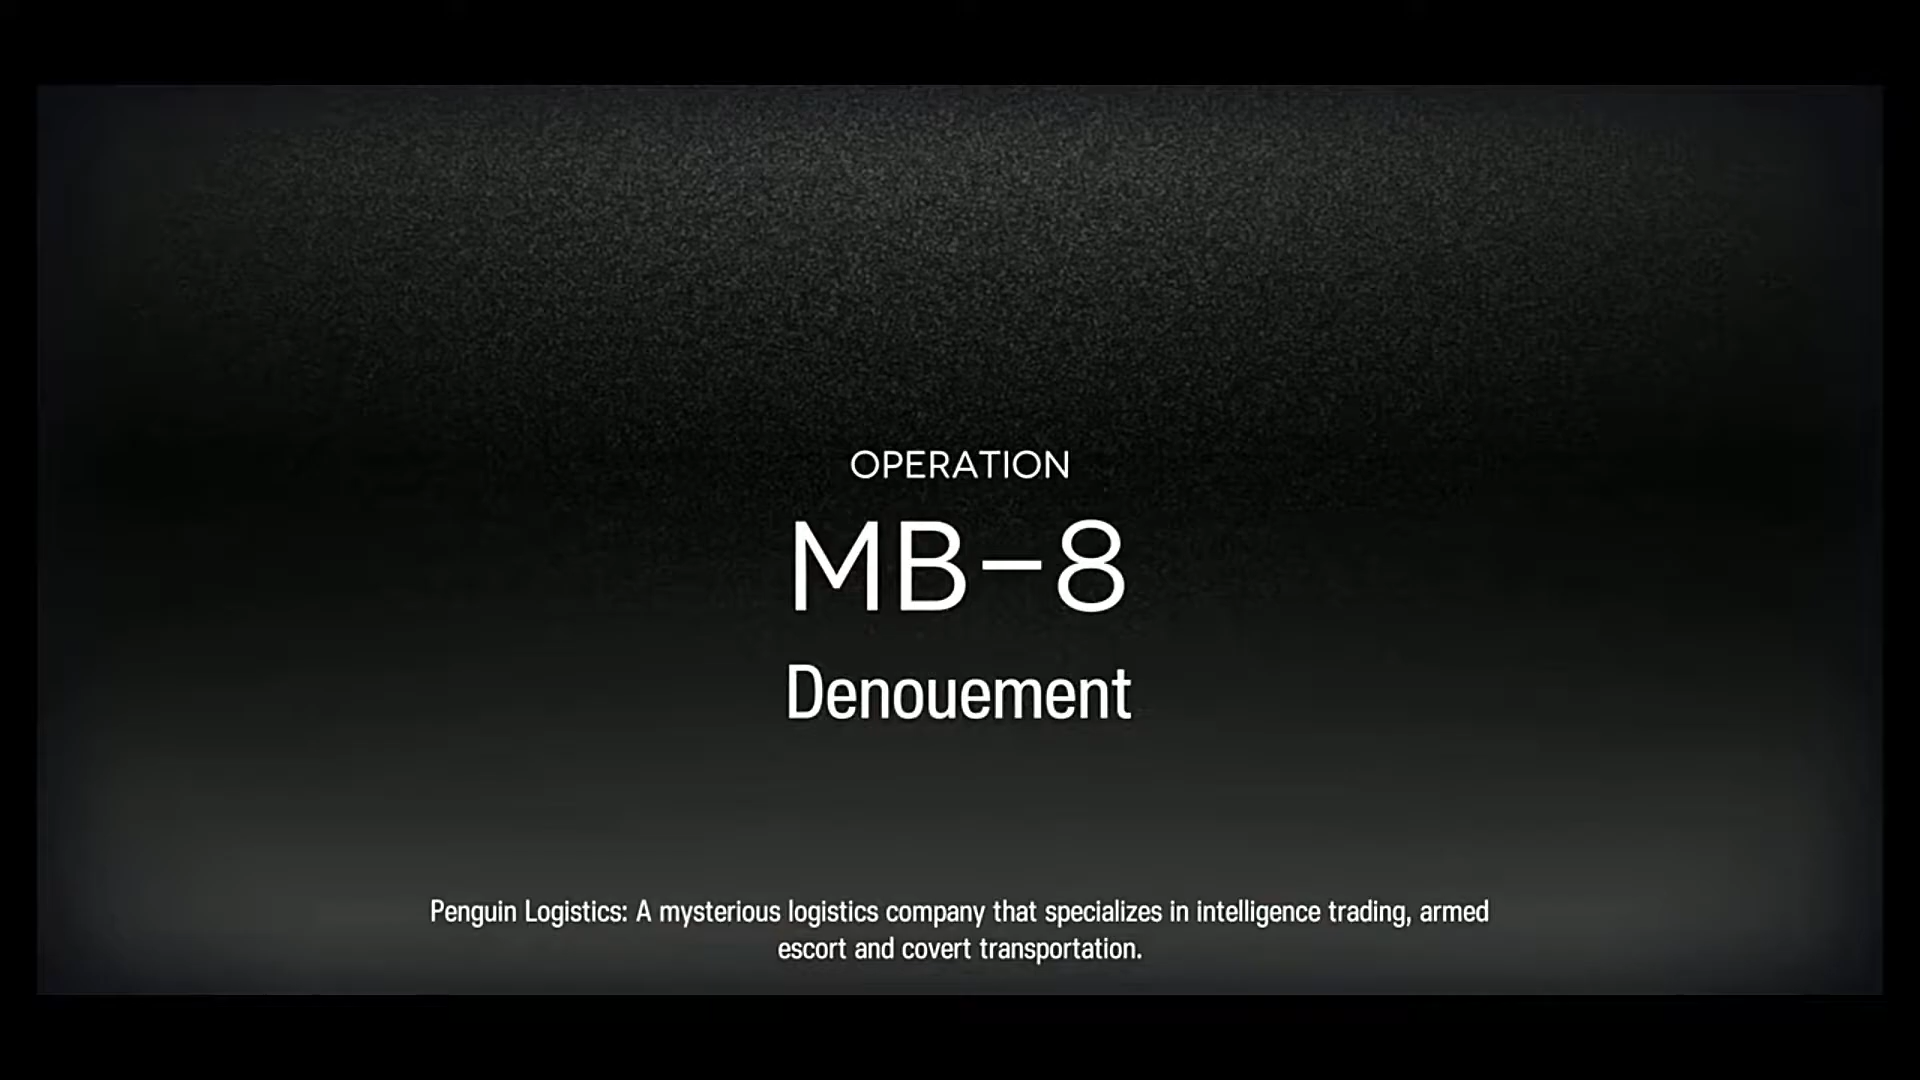 OPERATION
MB-8
Denouement
Penguin Logistics: A mysterious logistics company that specializes in intelligence trading, armed
escort and covert transportation.